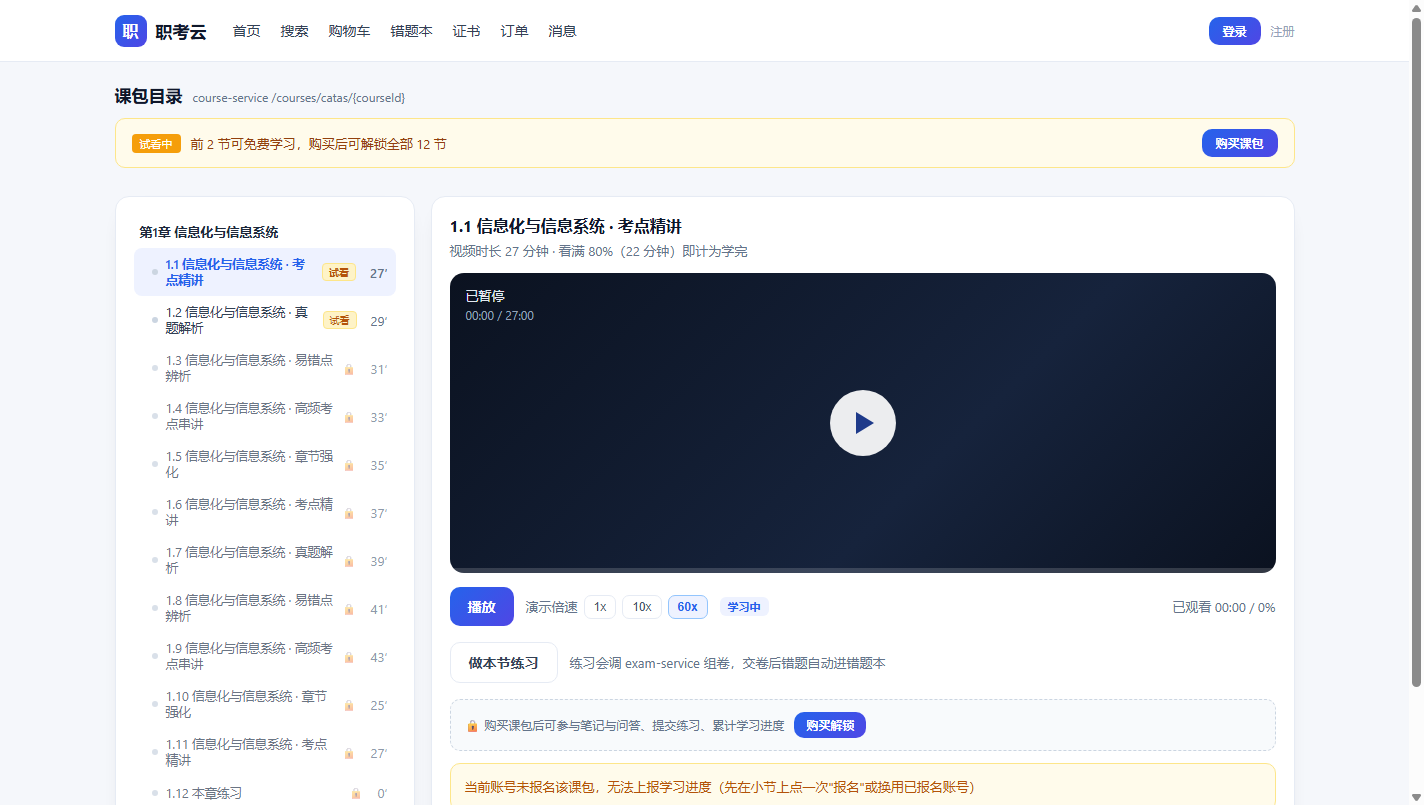 职 职考云 首页 搜索 购物车 错题本 证书 订单 消息 登录 注册
课包目录 course-service /courses/catas/{courseId}
试看中 前 2 节可免费学习，购买后可解锁全部 12 节 购买课包
第1章 信息化与信息系统
1.1 信息化与信息系统 · 考
点精讲
试看 27′
1.2 信息化与信息系统 · 真
题解析
试看 29′
1.3 信息化与信息系统 · 易错点
辨析
31′
1.4 信息化与信息系统 · 高频考
点串讲
33′
1.5 信息化与信息系统 · 章节强
化
35′
1.6 信息化与信息系统 · 考点精
讲
37′
1.7 信息化与信息系统 · 真题解
析
39′
1.8 信息化与信息系统 · 易错点
辨析
41′
1.9 信息化与信息系统 · 高频考
点串讲
43′
1.10 信息化与信息系统 · 章节
强化
25′
1.11 信息化与信息系统 · 考点
精讲
27′
1.12 本章练习 0′
1.1 信息化与信息系统 · 考点精讲
视频时长 27 分钟 · 看满 80%（22 分钟）即计为学完
已暂停
00:00 / 27:00
播放 演示倍速 1x 10x 60x 学习中 已观看 00:00 / 0%
做本节练习 练习会调 exam-service 组卷，交卷后错题自动进错题本
购买课包后可参与笔记与问答、提交练习、累计学习进度 购买解锁
当前账号未报名该课包，无法上报学习进度（先在小节上点一次"报名"或换用已报名账号）